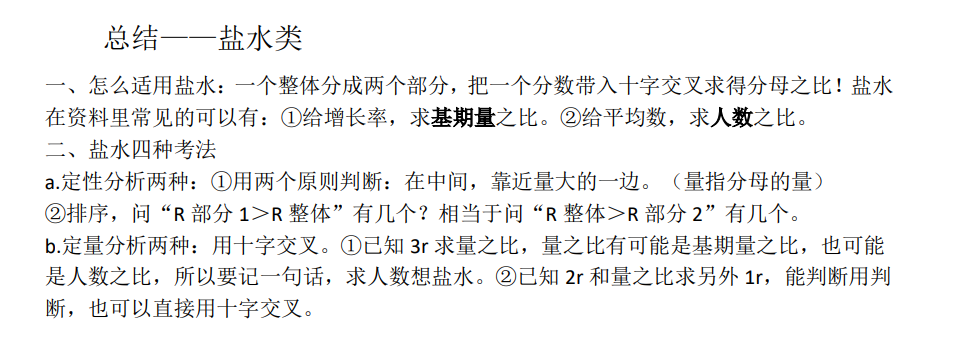 总结——盐水类
一、怎么适用盐水：一个整体分成两个部分，把一个分数带入十字交叉求得分母之比！盐水
在资料里常见的可以有：①给增长率，求基期量之比。②给平均数，求人数之比。
二、盐水四种考法
a.定性分析两种：①用两个原则判断：在中间，靠近量大的一边。（量指分母的量）
②排序，问“R 部分 1＞R 整体”有几个？相当于问“R 整体＞R 部分 2”有几个。
b.定量分析两种：用十字交叉。①已知 3r 求量之比，量之比有可能是基期量之比，也可能
是人数之比，所以要记一句话，求人数想盐水。②已知 2r 和量之比求另外 1r，能判断用判
断，也可以直接用十字交叉。